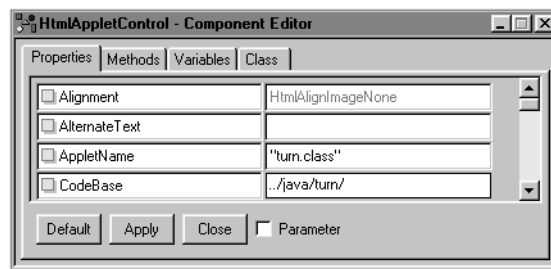 HtmlAppletControl - Component Editor
Properties Methods Variables Class
Alignment HtmlAlignImageNone
AlternateText
AppletName "turn.class"
CodeBase ../java/turn/
Default Apply Close Parameter